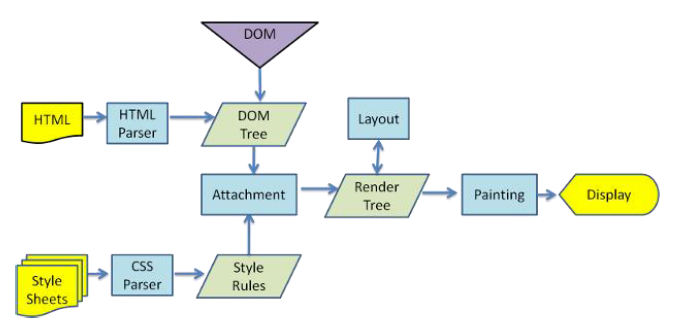 DOM
HTML
HTML
Parser
DOM
Tree
Layout
Attachment
Render
Tree
Painting
Display
Style
Sheets
CSS
Parser
Style
Rules